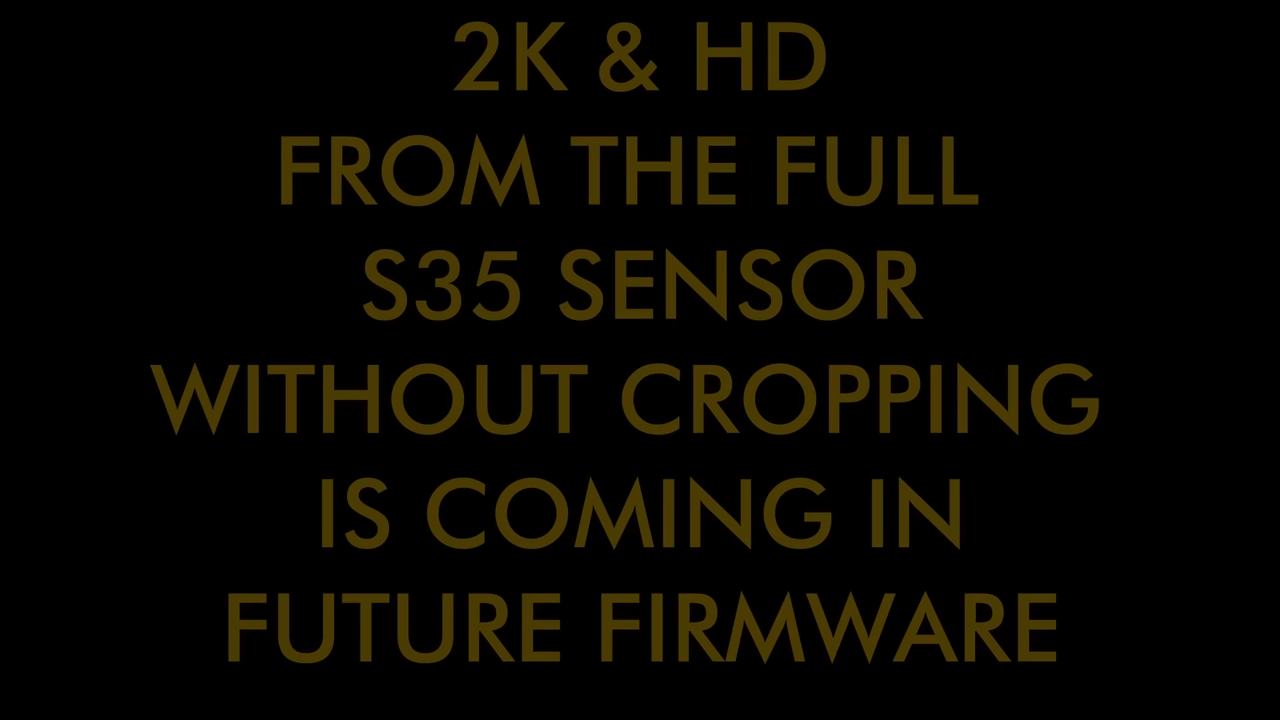 2K & HD
FROM THE FULL
S35 SENSOR
WITHOUT CROPPING
IS COMING IN
FUTURE FIRMWARE